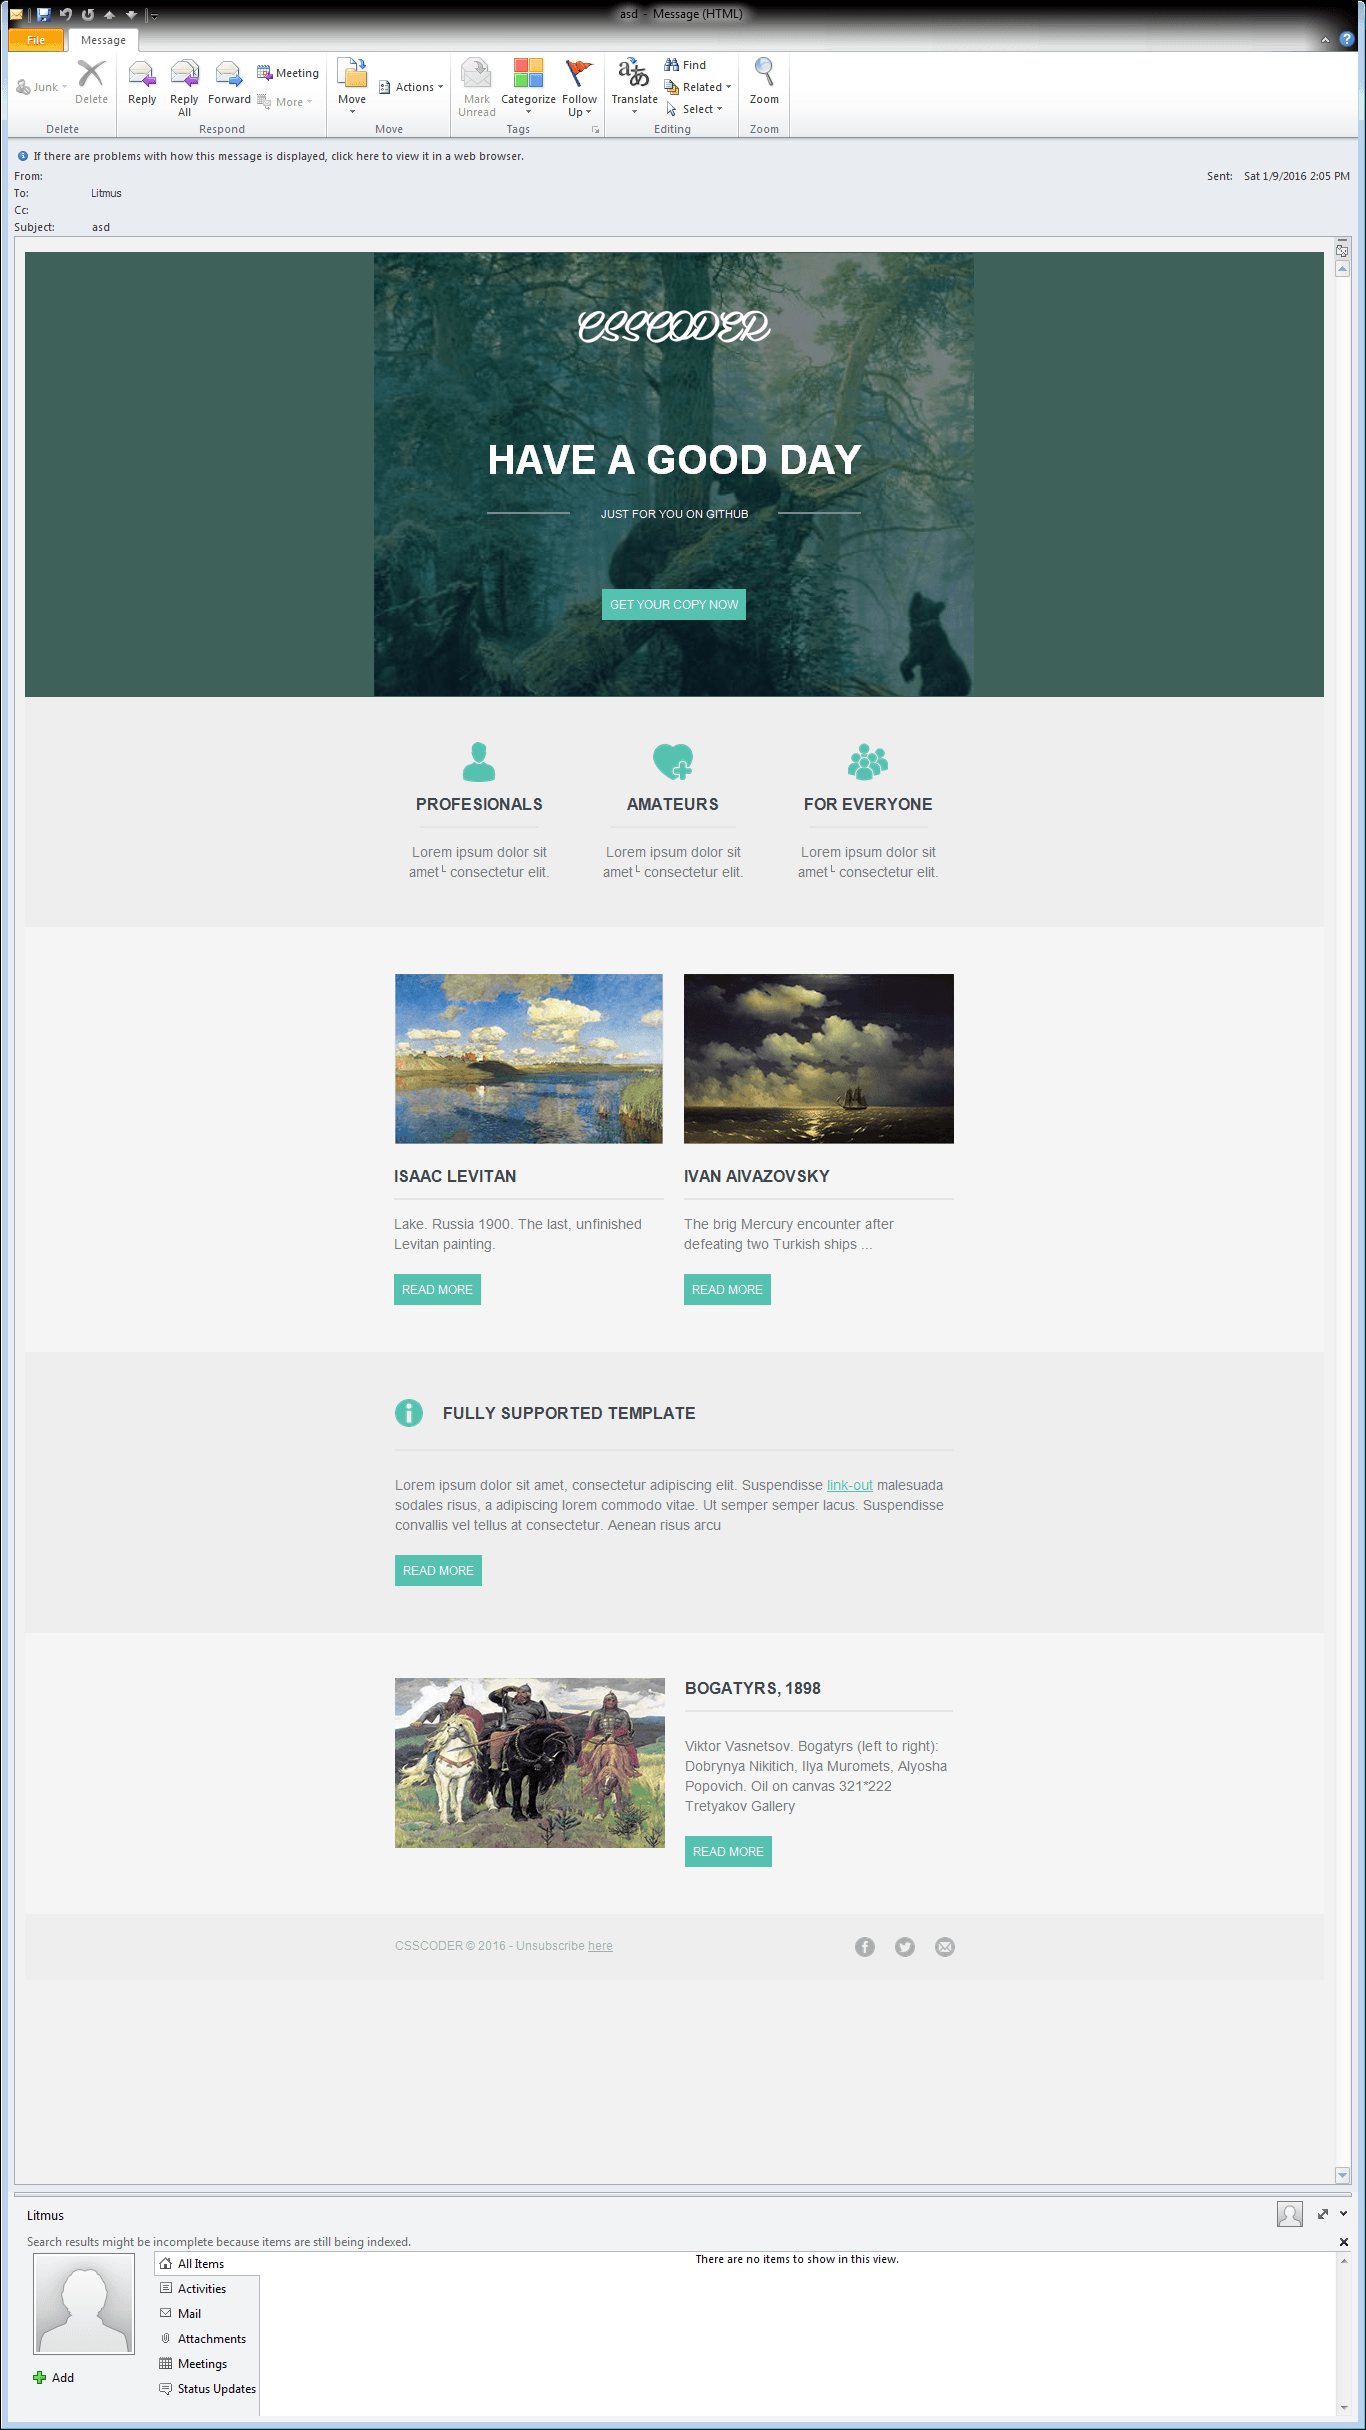 asd - Message (HTML)
File
Message
Junk
Delete
Delete
Reply
Reply All
Forward
Meeting
More
Respond
Move
Actions
Move
Mark Unread
Categorize
Follow Up
Tags
Translate
Find
Related
Select
Editing
Zoom
Zoom
If there are problems with how this message is displayed, click here to view it in a web browser.
From:
Sent: Sat 1/9/2016 2:05 PM
To: Litmus
Cc:
Subject: asd
CSSCODER
HAVE A GOOD DAY
JUST FOR YOU ON GITHUB
GET YOUR COPY NOW
PROFESIONALS
Lorem ipsum dolor sit
amet└ consectetur elit.
AMATEURS
Lorem ipsum dolor sit
amet└ consectetur elit.
FOR EVERYONE
Lorem ipsum dolor sit
amet└ consectetur elit.
ISAAC LEVITAN
Lake. Russia 1900. The last, unfinished
Levitan painting.
READ MORE
IVAN AIVAZOVSKY
The brig Mercury encounter after
defeating two Turkish ships ...
READ MORE
FULLY SUPPORTED TEMPLATE
Lorem ipsum dolor sit amet, consectetur adipiscing elit. Suspendisse link-out malesuada
sodales risus, a adipiscing lorem commodo vitae. Ut semper semper lacus. Suspendisse
convallis vel tellus at consectetur. Aenean risus arcu
READ MORE
BOGATYRS, 1898
Viktor Vasnetsov. Bogatyrs (left to right):
Dobrynya Nikitich, Ilya Muromets, Alyosha
Popovich. Oil on canvas 321*222
Tretyakov Gallery
READ MORE
CSSCODER © 2016 - Unsubscribe here
Litmus
Search results might be incomplete because items are still being indexed.
Add
All Items
Activities
Mail
Attachments
Meetings
Status Updates
There are no items to show in this view.